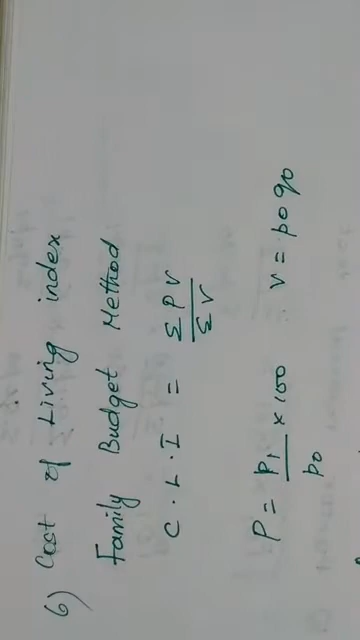 6) Cost of Living index
Family Budget Method
C.L.I = ΣPV / ΣV
P = p1/p0 × 100 V = p0q0